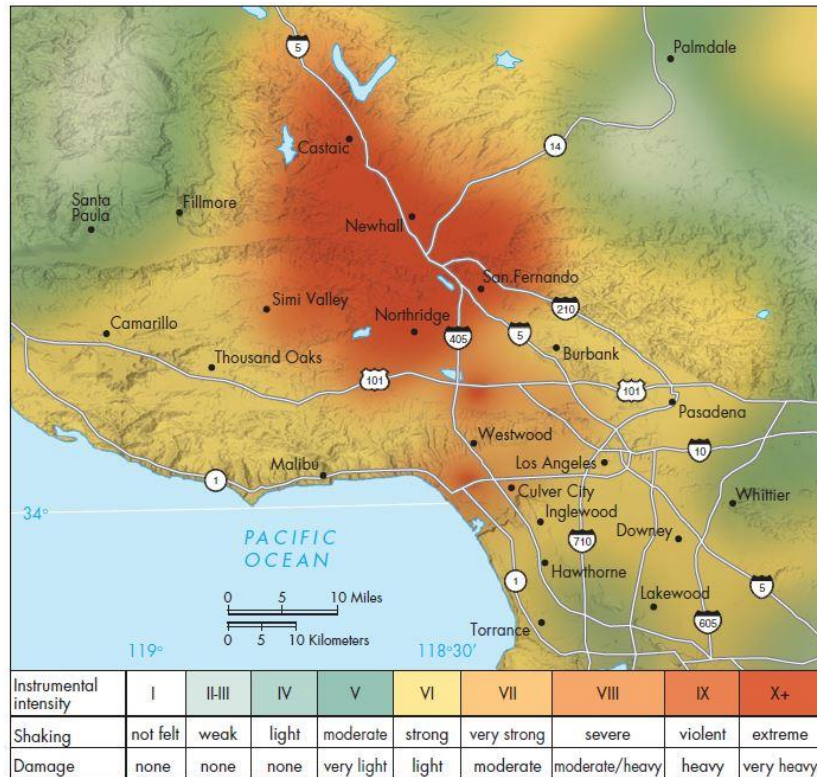 5
Palmdale
14
Castaic
Santa
Paula
Fillmore
Newhall
San Fernando
Simi Valley
210
Northridge
Camarillo
405
5
Burbank
Thousand Oaks
101
101
Pasadena
Westwood
10
Los Angeles
Malibu
1
Culver City
Whittier
34°
Inglewood
PACIFIC
OCEAN
710
Downey
Hawthorne
1
5
0 5 10 Miles
Lakewood
0 5 10 Kilometers
605
Torrance
119°
118°30'
Instrumental
intensity I II-III IV V VI VII VIII IX X+
Shaking not felt weak light moderate strong very strong severe violent extreme
Damage none none none very light light moderate moderate/heavy heavy very heavy